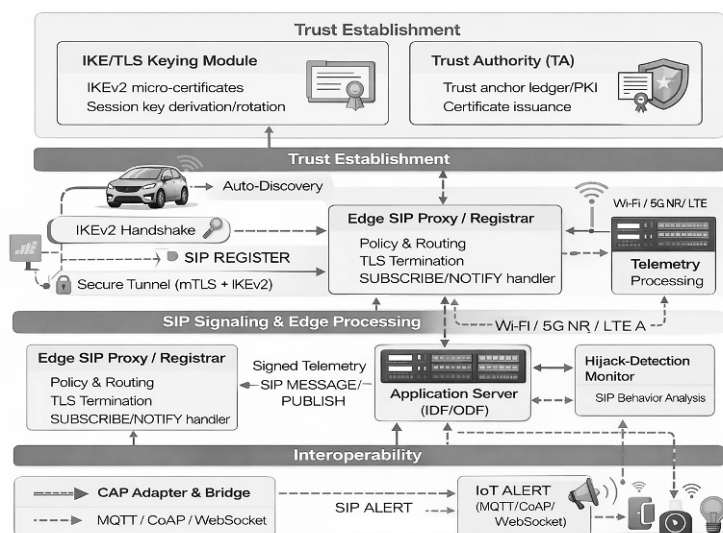 Trust Establishment
IKE/TLS Keying Module
IKEv2 micro-certificates
Session key derivation/rotation
Trust Authority (TA)
Trust anchor ledger/PKI
Certificate issuance
Trust Establishment
Auto-Discovery
IKEv2 Handshake
SIP REGISTER
Secure Tunnel (mTLS + IKEv2)
Edge SIP Proxy / Registrar
Policy & Routing
TLS Termination
SUBSCRIBE/NOTIFY handler
Wi-Fi / 5G NR/ LTE
Telemetry
Processing
SIP Signaling & Edge Processing
Wi-Fi / 5G NR / LTE A
Edge SIP Proxy / Registrar
Policy & Routing
TLS Termination
SUBSCRIBE/NOTIFY handler
Signed Telemetry
SIP MESSAGE/
PUBLISH
Application Server
(IDF/ODF)
Hijack-Detection
Monitor
SIP Behavior Analysis
Interoperability
CAP Adapter & Bridge
MQTT / CoAP / WebSocket
SIP ALERT
IoT ALERT
(MQTT/CoAP/
WebSocket)